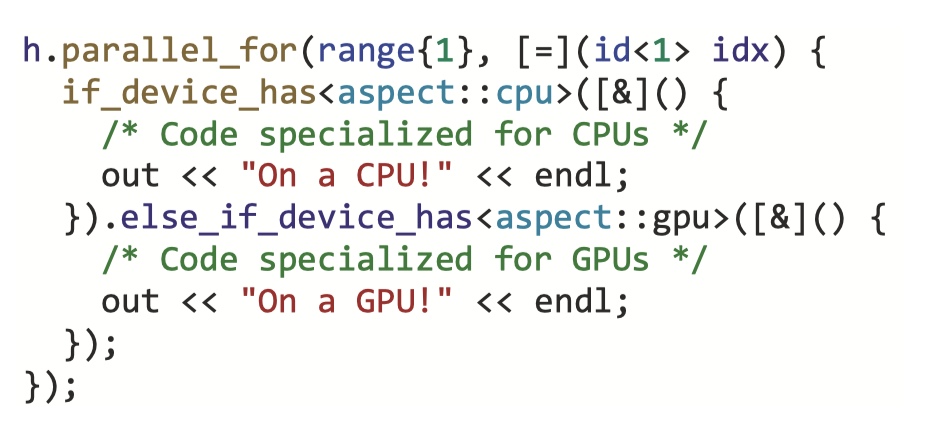 h.parallel_for(range{1}, [=](id<1> idx) {
  if_device_has<aspect::cpu>([&]() {
    /* Code specialized for CPUs */
    out << "On a CPU!" << endl;
  }).else_if_device_has<aspect::gpu>([&]() {
    /* Code specialized for GPUs */
    out << "On a GPU!" << endl;
  });
});